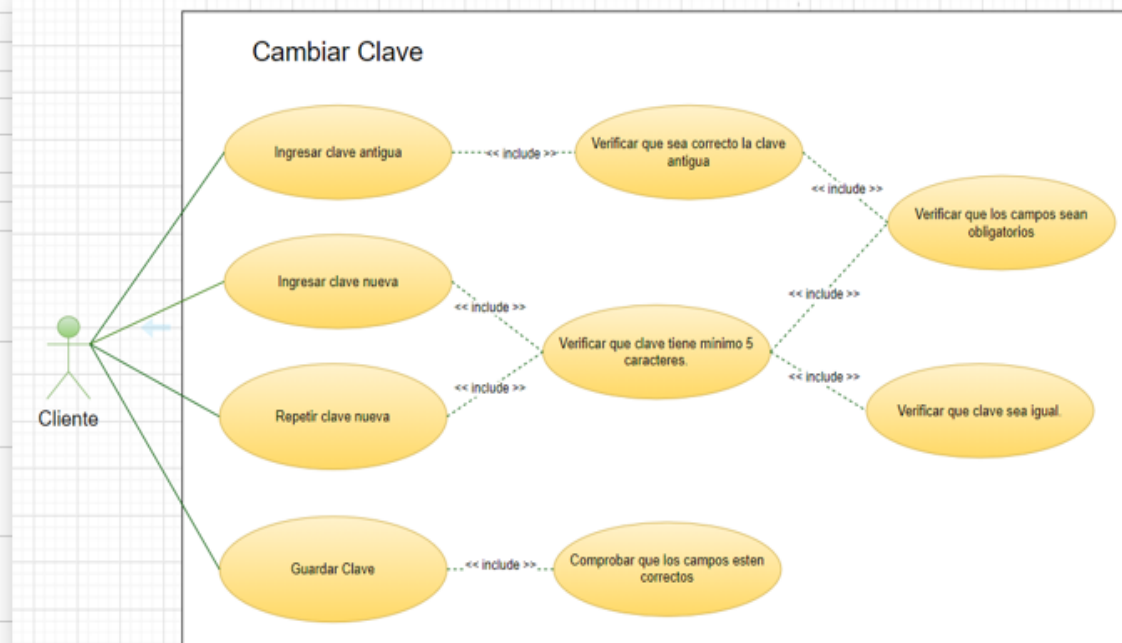 Cambiar Clave
Ingresar clave antigua
<< include >>
Verificar que sea correcto la clave
antigua
<< include >>
Verificar que los campos sean
obligatorios
Ingresar clave nueva
<< include >>
<< include >>
Verificar que clave tiene minimo 5
caracteres.
<< include >>
<< include >>
Repetir clave nueva
Verificar que clave sea igual.
Cliente
Guardar Clave
<< include >>
Comprobar que los campos esten
correctos